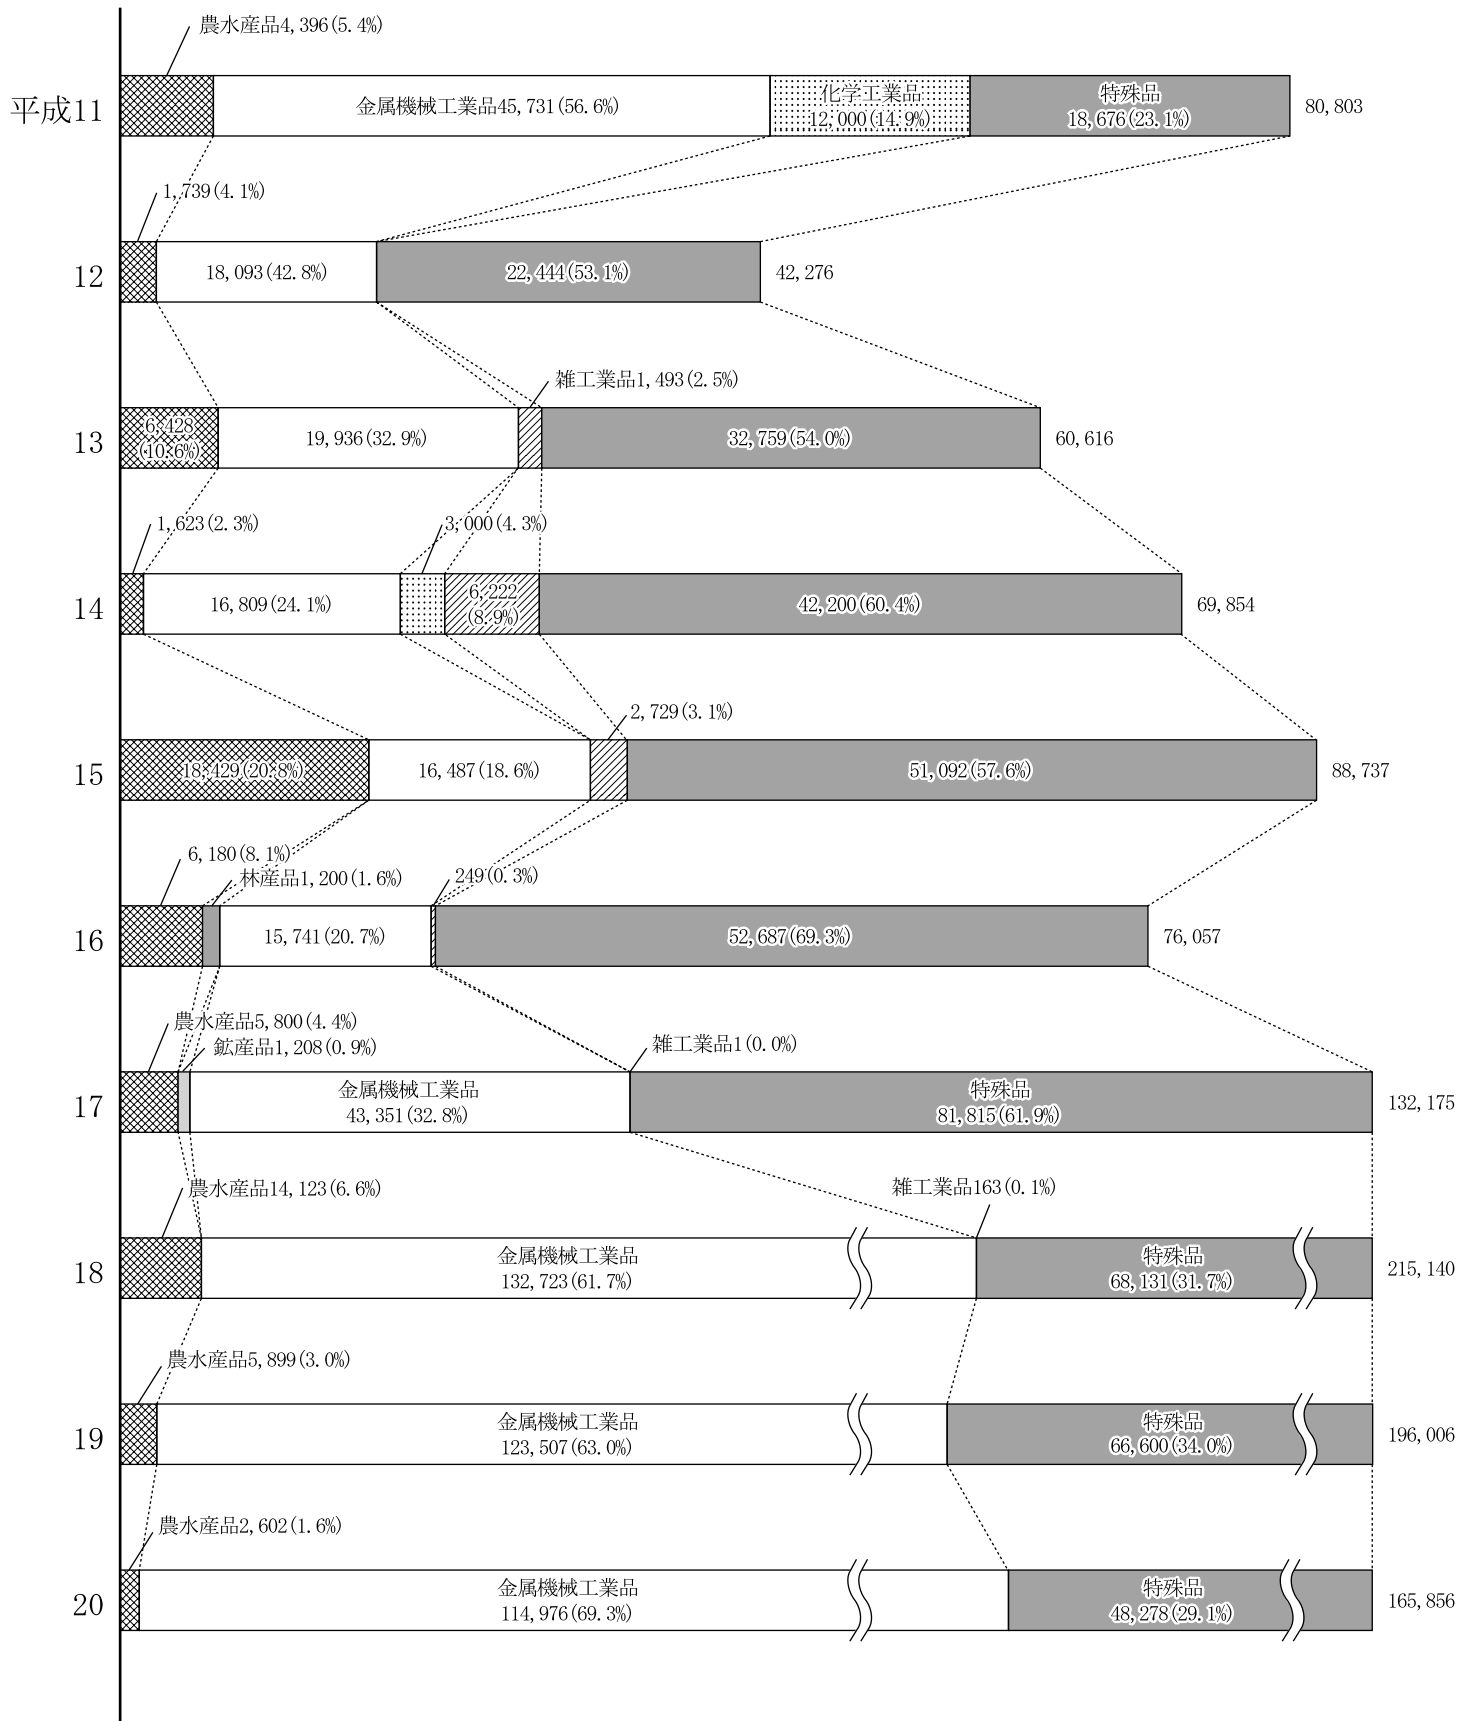 農水産品4,396(5.4%)
平成11
金属機械工業品45,731(56.6%)
化学工業品
12,000(14.9%)
特殊品
18,676(23.1%)
80,803
1,739(4.1%)
12
18,093(42.8%)
22,444(53.1%)
42,276
雑工業品1,493(2.5%)
13
6,428
(10.6%)
19,936(32.9%)
32,759(54.0%)
60,616
1,623(2.3%)
3,000(4.3%)
14
16,809(24.1%)
6,222
(8.9%)
42,200(60.4%)
69,854
2,729(3.1%)
15
18,429(20.8%)
16,487(18.6%)
51,092(57.6%)
88,737
6,180(8.1%)
林産品1,200(1.6%)
249(0.3%)
16
15,741(20.7%)
52,687(69.3%)
76,057
農水産品5,800(4.4%)
鉱産品1,208(0.9%)
雑工業品1(0.0%)
17
金属機械工業品
43,351(32.8%)
特殊品
81,815(61.9%)
132,175
農水産品14,123(6.6%)
雑工業品163(0.1%)
18
金属機械工業品
132,723(61.7%)
特殊品
68,131(31.7%)
215,140
農水産品5,899(3.0%)
19
金属機械工業品
123,507(63.0%)
特殊品
66,600(34.0%)
196,006
農水産品2,602(1.6%)
20
金属機械工業品
114,976(69.3%)
特殊品
48,278(29.1%)
165,856